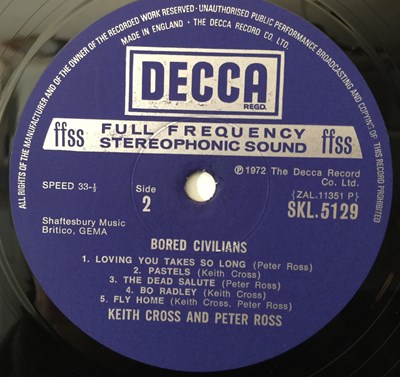 ALL RIGHTS OF THE MANUFACTURER AND OF THE OWNER OF THE RECORDED WORK RESERVED · UNAUTHORISED PUBLIC PERFORMANCE BROADCASTING AND COPYING OF THIS RECORD PROHIBITED
MADE IN ENGLAND · THE DECCA RECORD CO. LTD.
DECCA
REGD.
ffss FULL FREQUENCY ffss
STEREOPHONIC SOUND
SPEED 33-⅓
Side
2
℗1972 The Decca Record
Co. Ltd.
(ZAL.11351 P)
SKL.5129
Shaftesbury Music
Britico, GEMA
BORED CIVILIANS
1. LOVING YOU TAKES SO LONG (Peter Ross)
2. PASTELS (Keith Cross)
3. THE DEAD SALUTE (Peter Ross)
4. BO RADLEY (Keith Cross)
5. FLY HOME (Keith Cross, Peter Ross)
KEITH CROSS AND PETER ROSS